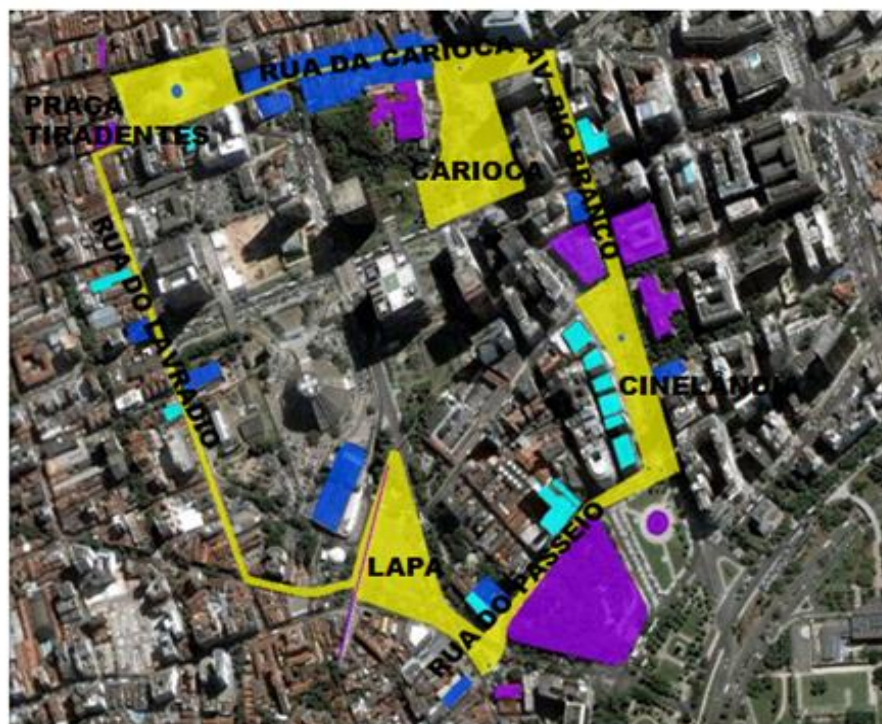 RUA DA CARIOCA
AV. RIO BRANCO
PRAÇA
TIRADENTES
CARIOCA
RUA DO LAVRADIO
CINELÂNDIA
LAPA
RUA DO PASSEIO